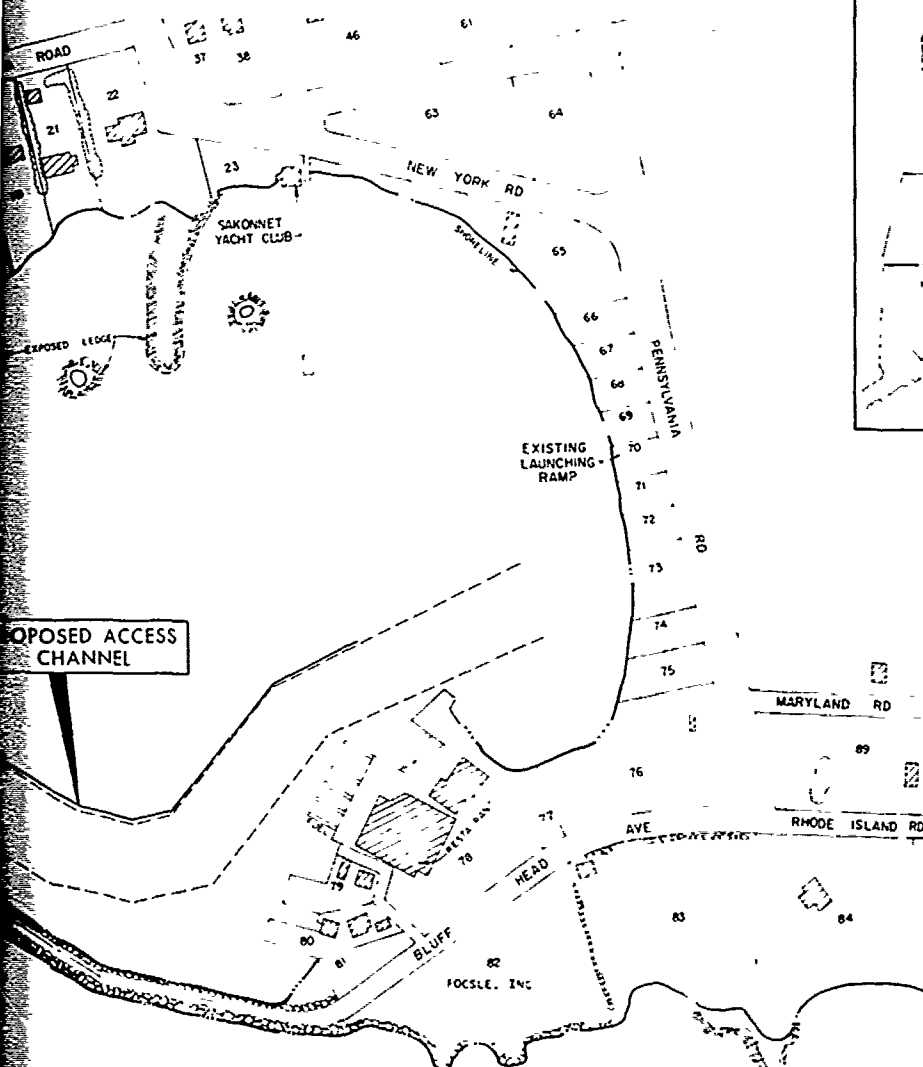 ROAD
37
38
46
61
22
21
63
64
23
NEW YORK RD
SAKONNET
YACHT CLUB
SHORELINE
65
EXPOSED LEDGE
66
67
68
69
PENNSYLVANIA
RD
EXISTING
LAUNCHING
RAMP
70
71
72
73
74
75
OPOSED ACCESS
CHANNEL
MARYLAND RD
89
76
77
AVE
RHODE ISLAND RD
78
HEAD
79
83
84
80
81
BLUFF
82
FOCSLE, INC